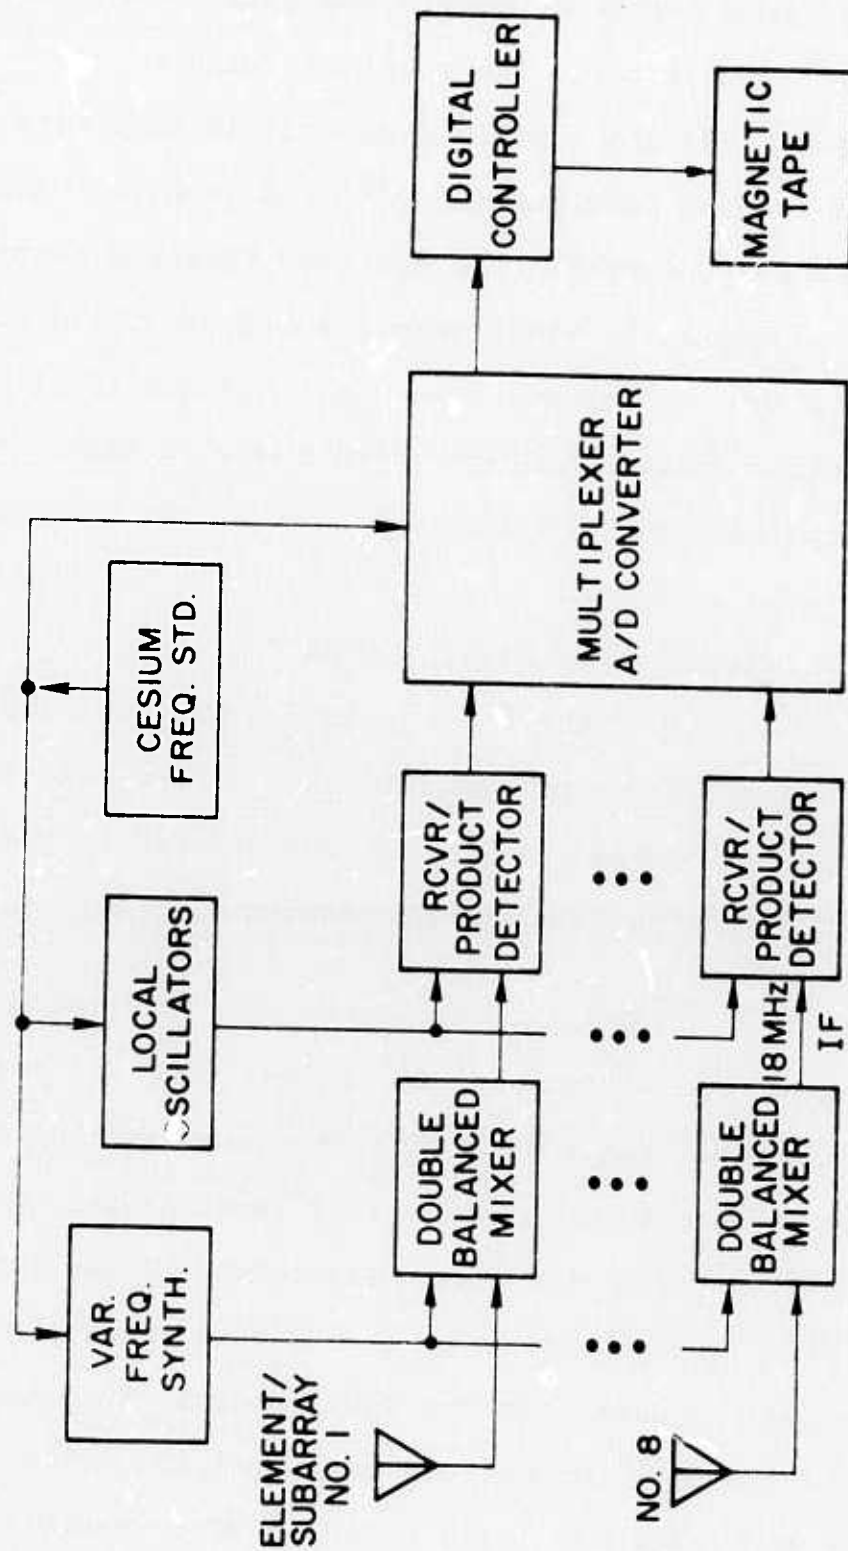 VAR.
FREQ.
SYNTH.
LOCAL
OSCILLATORS
CESIUM
FREQ. STD.
ELEMENT/
SUBARRAY
NO. 1
DOUBLE
BALANCED
MIXER
RCVR/
PRODUCT
DETECTOR
MULTIPLEXER
A/D CONVERTER
DIGITAL
CONTROLLER
MAGNETIC
TAPE
NO. 8
DOUBLE
BALANCED
MIXER
18 MHz
IF
RCVR/
PRODUCT
DETECTOR